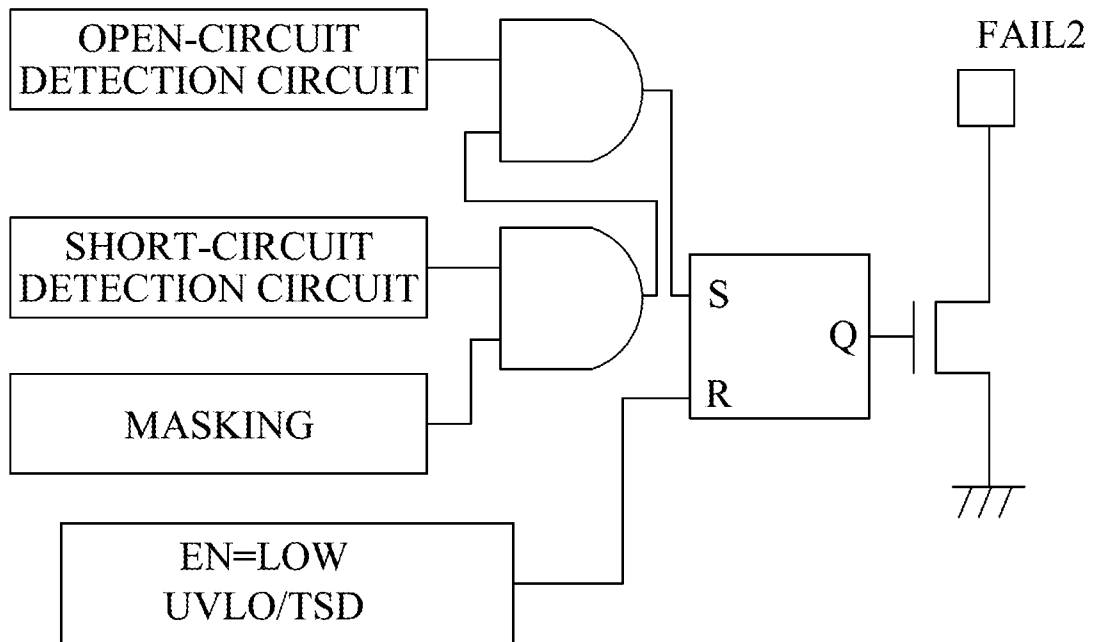 OPEN-CIRCUIT
DETECTION CIRCUIT
FAIL2
SHORT-CIRCUIT
DETECTION CIRCUIT
S
Q
R
MASKING
EN=LOW
UVLO/TSD